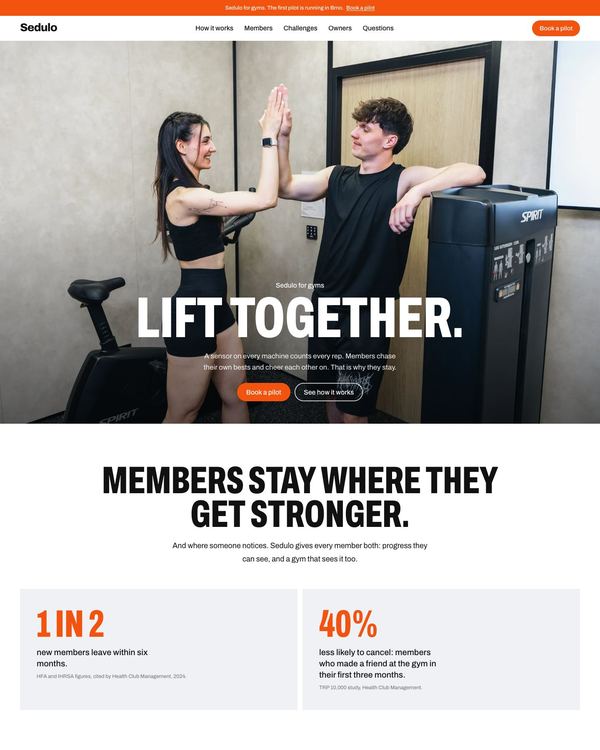 Sedulo for gyms. The first pilot is running in Brno. Book a pilot
Sedulo
How it works
Members
Challenges
Owners
Questions
Book a pilot
SPIRIT
SPIRIT
Sedulo for gyms
LIFT TOGETHER.
A sensor on every machine counts every rep. Members chase
their own bests and cheer each other on. That is why they stay.
Book a pilot
See how it works
MEMBERS STAY WHERE THEY
GET STRONGER.
And where someone notices. Sedulo gives every member both: progress they
can see, and a gym that sees it too.
1 IN 2
new members leave within six
months.
HFA and IHRSA figures, cited by Health Club Management, 2024.
40%
less likely to cancel: members
who made a friend at the gym in
their first three months.
TRP 10,000 study, Health Club Management.